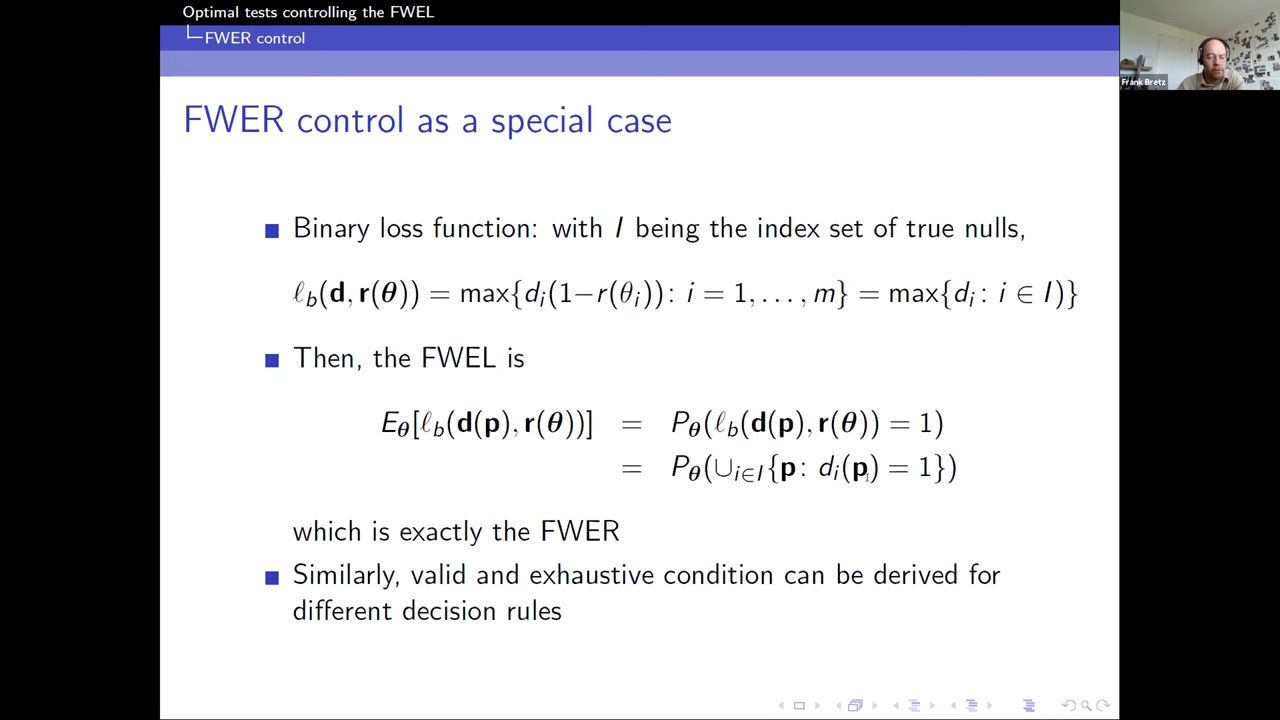 Optimal tests controlling the FWEL
FWER control
Frank Bretz
FWER control as a special case
Binary loss function: with I being the index set of true nulls,
ℓ_b(d, r(θ)) = max{d_i(1−r(θ_i)): i = 1, . . . , m} = max{d_i: i ∈ I)}
Then, the FWEL is
E_θ[ℓ_b(d(p), r(θ))] = P_θ(ℓ_b(d(p), r(θ)) = 1)
= P_θ(∪_{i∈I}{p: d_i(p) = 1})
which is exactly the FWER
Similarly, valid and exhaustive condition can be derived for
different decision rules